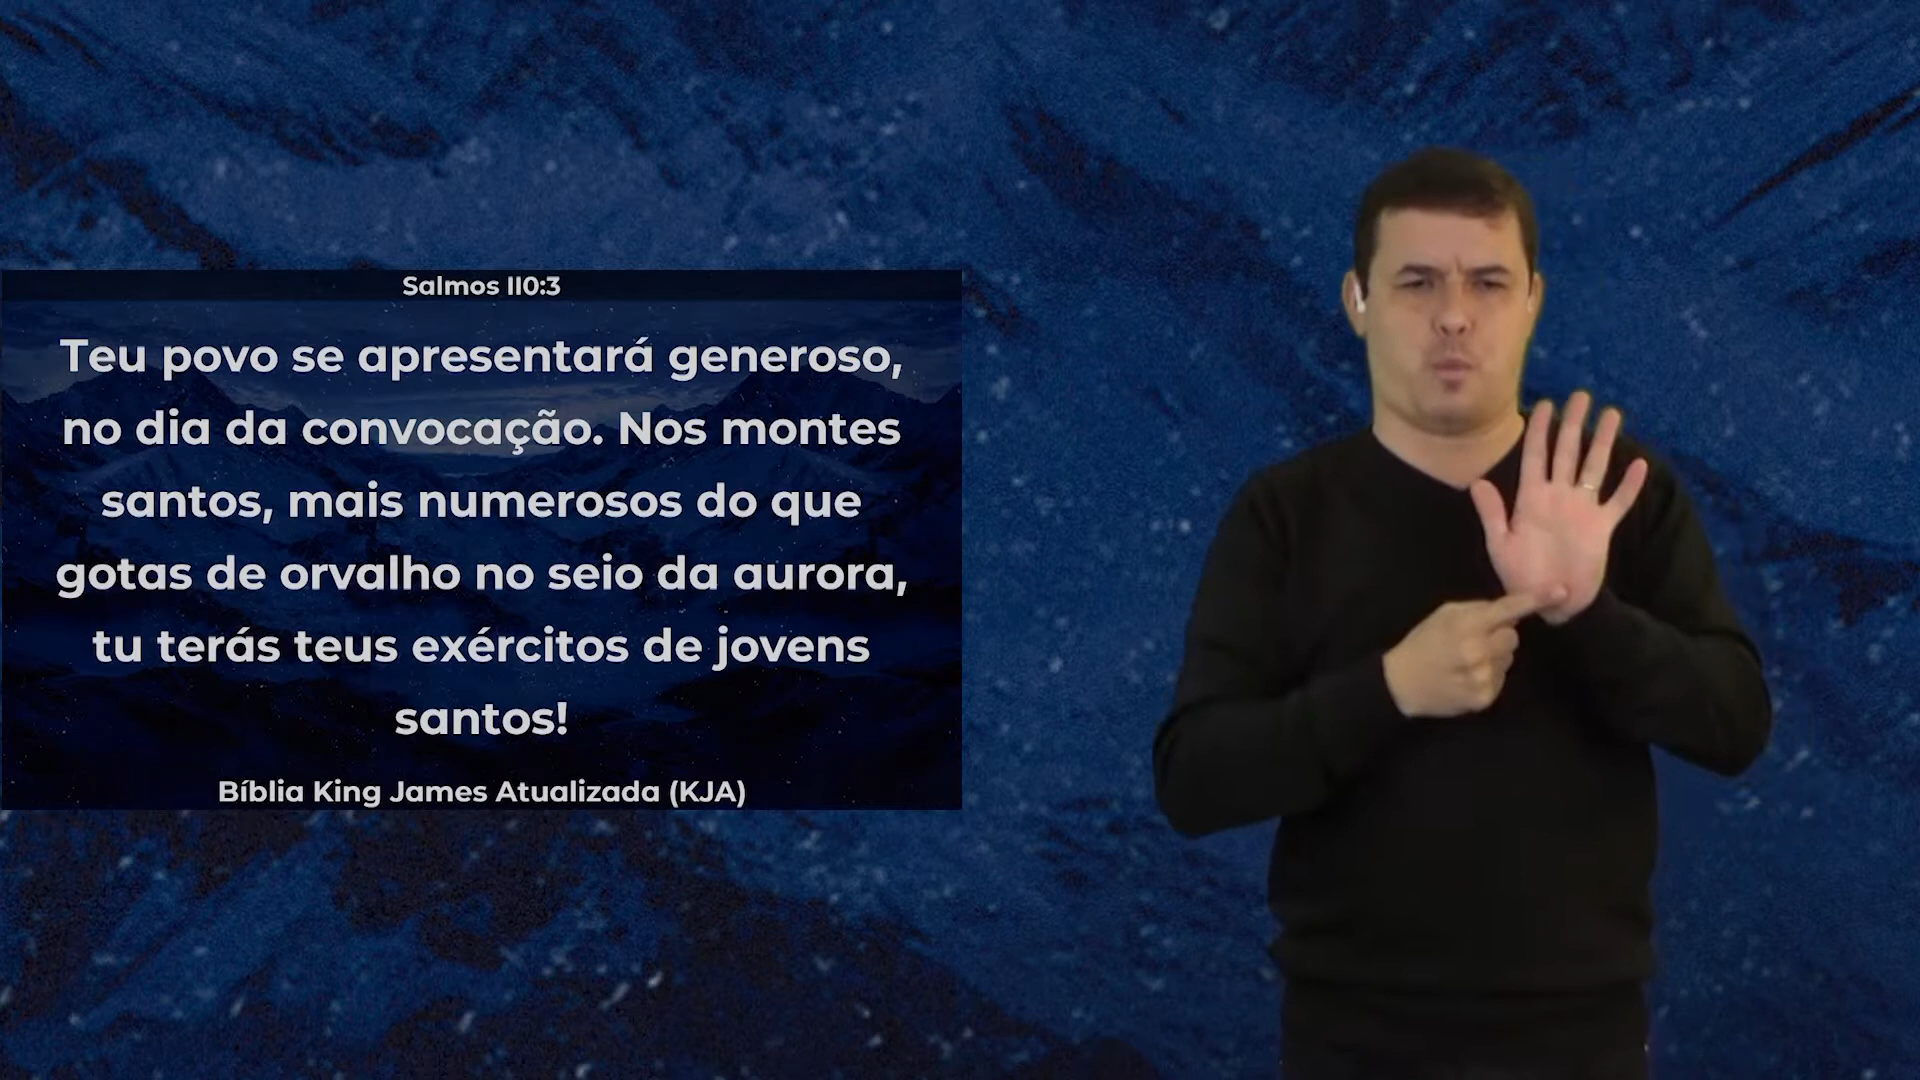 Salmos 110:3
Teu povo se apresentará generoso,
no dia da convocação. Nos montes
santos, mais numerosos do que
gotas de orvalho no seio da aurora,
tu terás teus exércitos de jovens
santos!
Bíblia King James Atualizada (KJA)